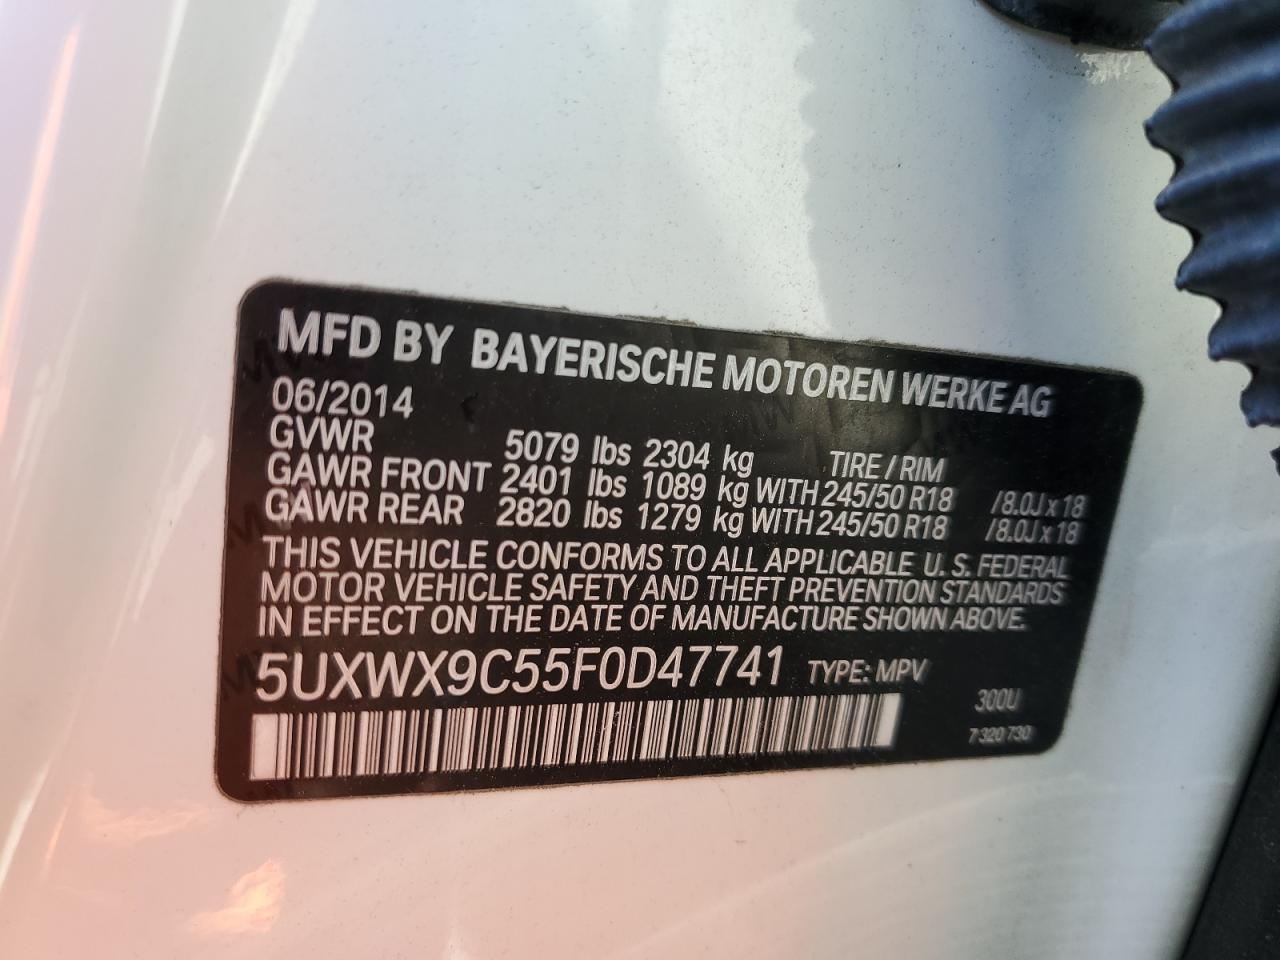 MFD BY BAYERISCHE MOTOREN WERKE AG
06/2014
GVWR 5079 lbs 2304 kg TIRE / RIM
GAWR FRONT 2401 lbs 1089 kg WITH 245/50 R18 /8.0J x 18
GAWR REAR 2820 lbs 1279 kg WITH 245/50 R18 /8.0J x 18
THIS VEHICLE CONFORMS TO ALL APPLICABLE U. S. FEDERAL
MOTOR VEHICLE SAFETY AND THEFT PREVENTION STANDARDS
IN EFFECT ON THE DATE OF MANUFACTURE SHOWN ABOVE.
5UXWX9C55F0D47741 TYPE: MPV
300U
7 320 730